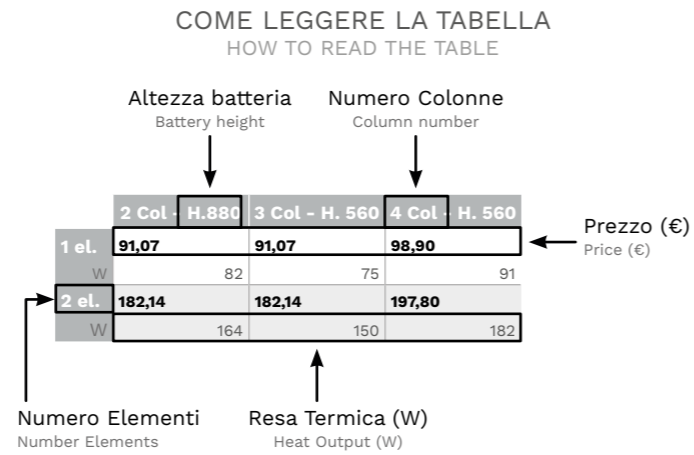 COME LEGGERE LA TABELLA
HOW TO READ THE TABLE
Altezza batteria Numero Colonne
Battery height Column number
2 Col - H.880 3 Col - H. 560 4 Col - H. 560
Prezzo (€)
Price (€)
1 el. 91,07 91,07 98,90
W 82 75 91
2 el. 182,14 182,14 197,80
W 164 150 182
Numero Elementi Resa Termica (W)
Number Elements Heat Output (W)